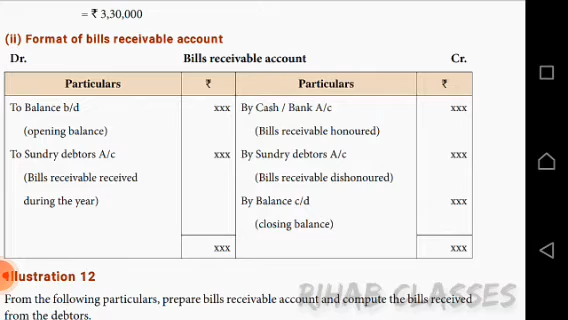 = ₹ 3,30,000
(ii) Format of bills receivable account
Dr. Bills receivable account Cr.
Particulars ₹ Particulars ₹
To Balance b/d xxx By Cash / Bank A/c xxx
(opening balance) (Bills receivable honoured)
To Sundry debtors A/c xxx By Sundry debtors A/c xxx
(Bills receivable received (Bills receivable dishonoured)
during the year) By Balance c/d xxx
(closing balance)
xxx xxx
Illustration 12
RIHAB CLASSES
From the following particulars, prepare bills receivable account and compute the bills received
from the debtors.